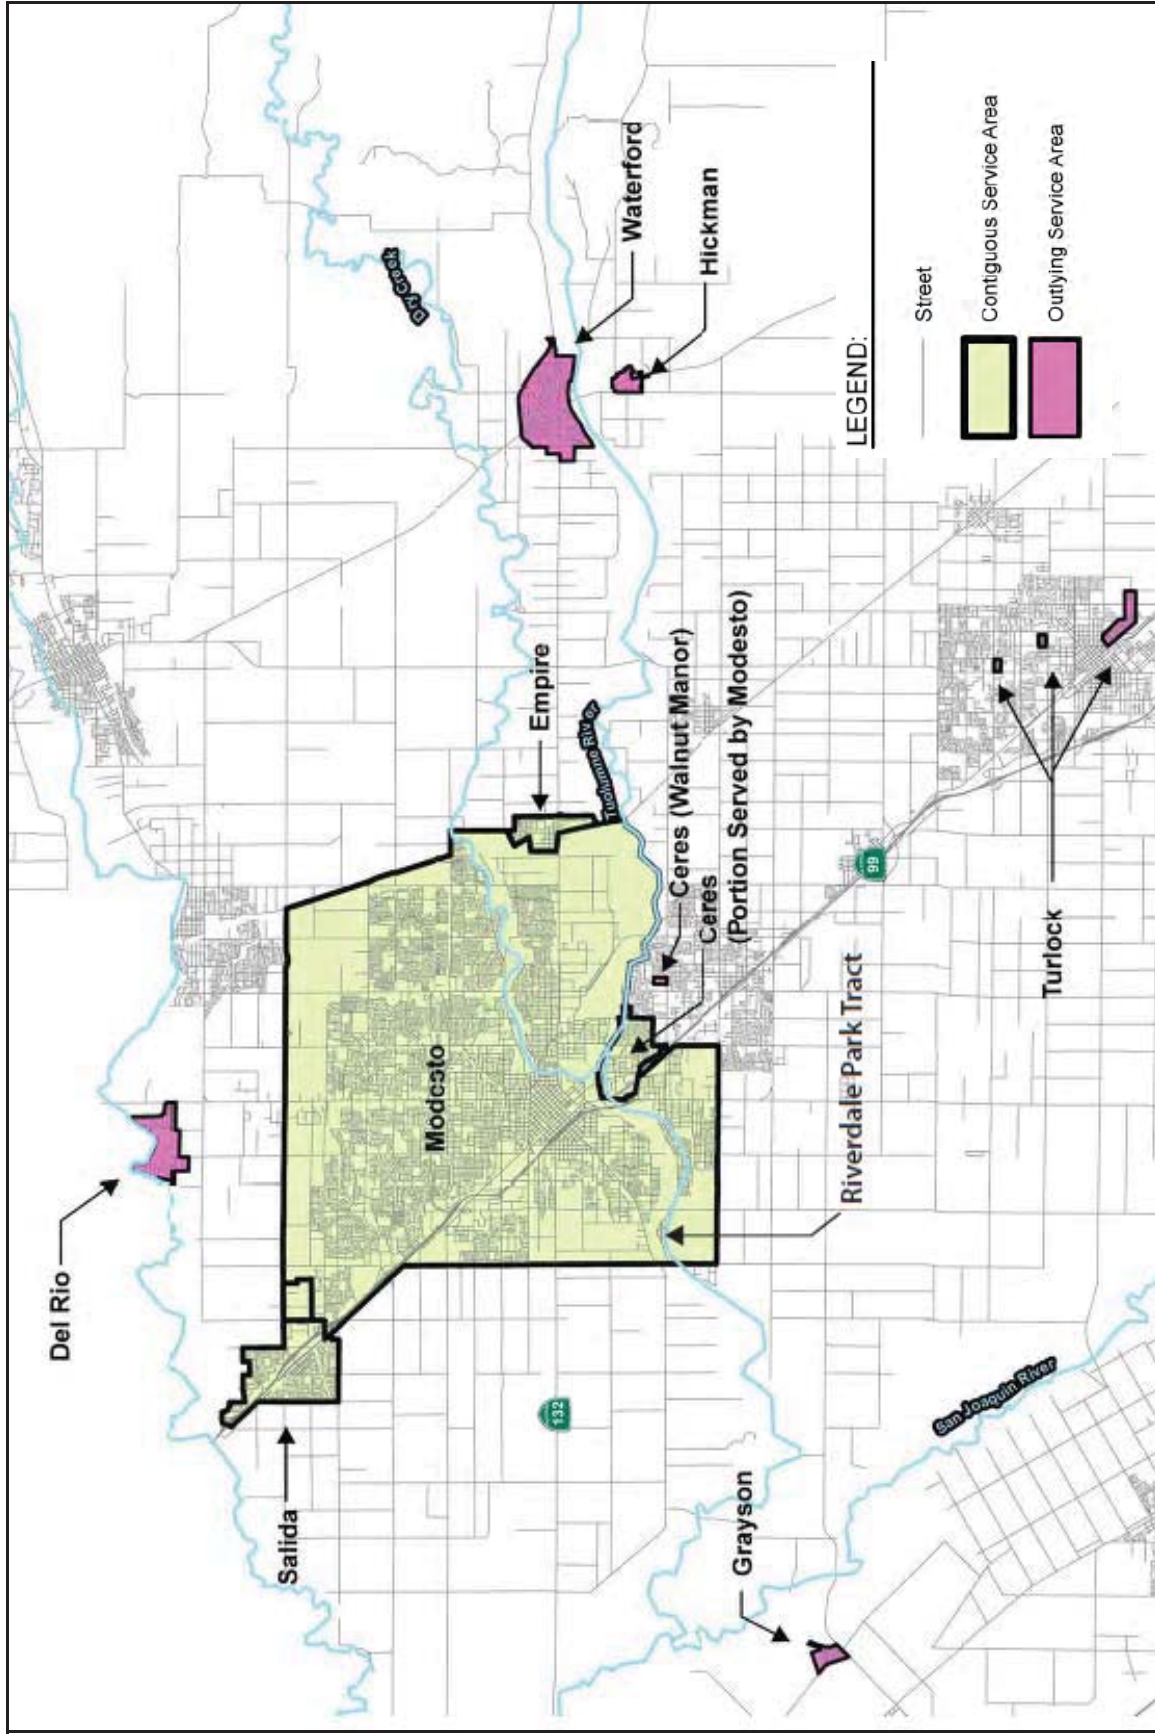 Del Rio
Salida
Modcsto
Empire
Dry Creek
Waterford
Hickman
Tuolumne River
Ceres (Walnut Manor)
Ceres
(Portion Served by Modesto)
Riverdale Park Tract
132
99
Grayson
San Joaquin River
Turlock
LEGEND:
Street
Contiguous Service Area
Outlying Service Area